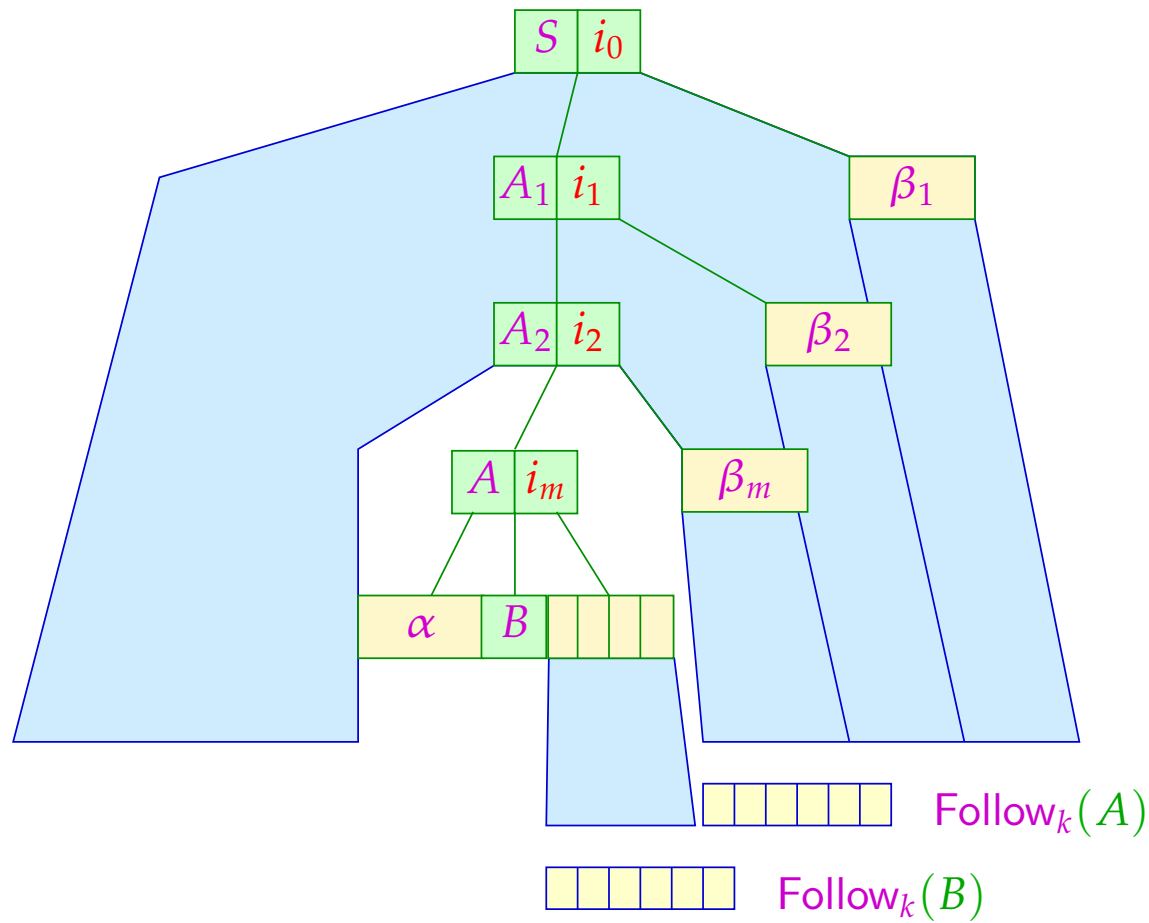 S i₀
A₁ i₁ β₁
A₂ i₂ β₂
A iₘ βₘ
α B
Followₖ(A)
Followₖ(B)